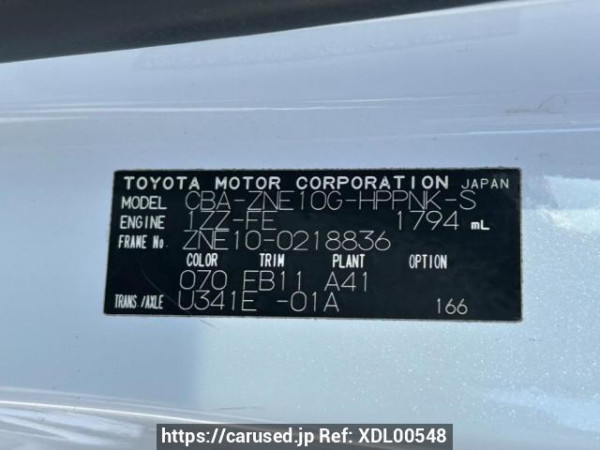 TOYOTA MOTOR CORPORATION JAPAN
MODEL CBA-ZNE10G-HPPNK-S
ENGINE 1ZZ-FE 1794 mL
FRAME No. ZNE10-0218836
COLOR TRIM PLANT OPTION
070 FB11 A41
TRANS./AXLE U341E -01A 166
https://carused.jp Ref: XDL00548